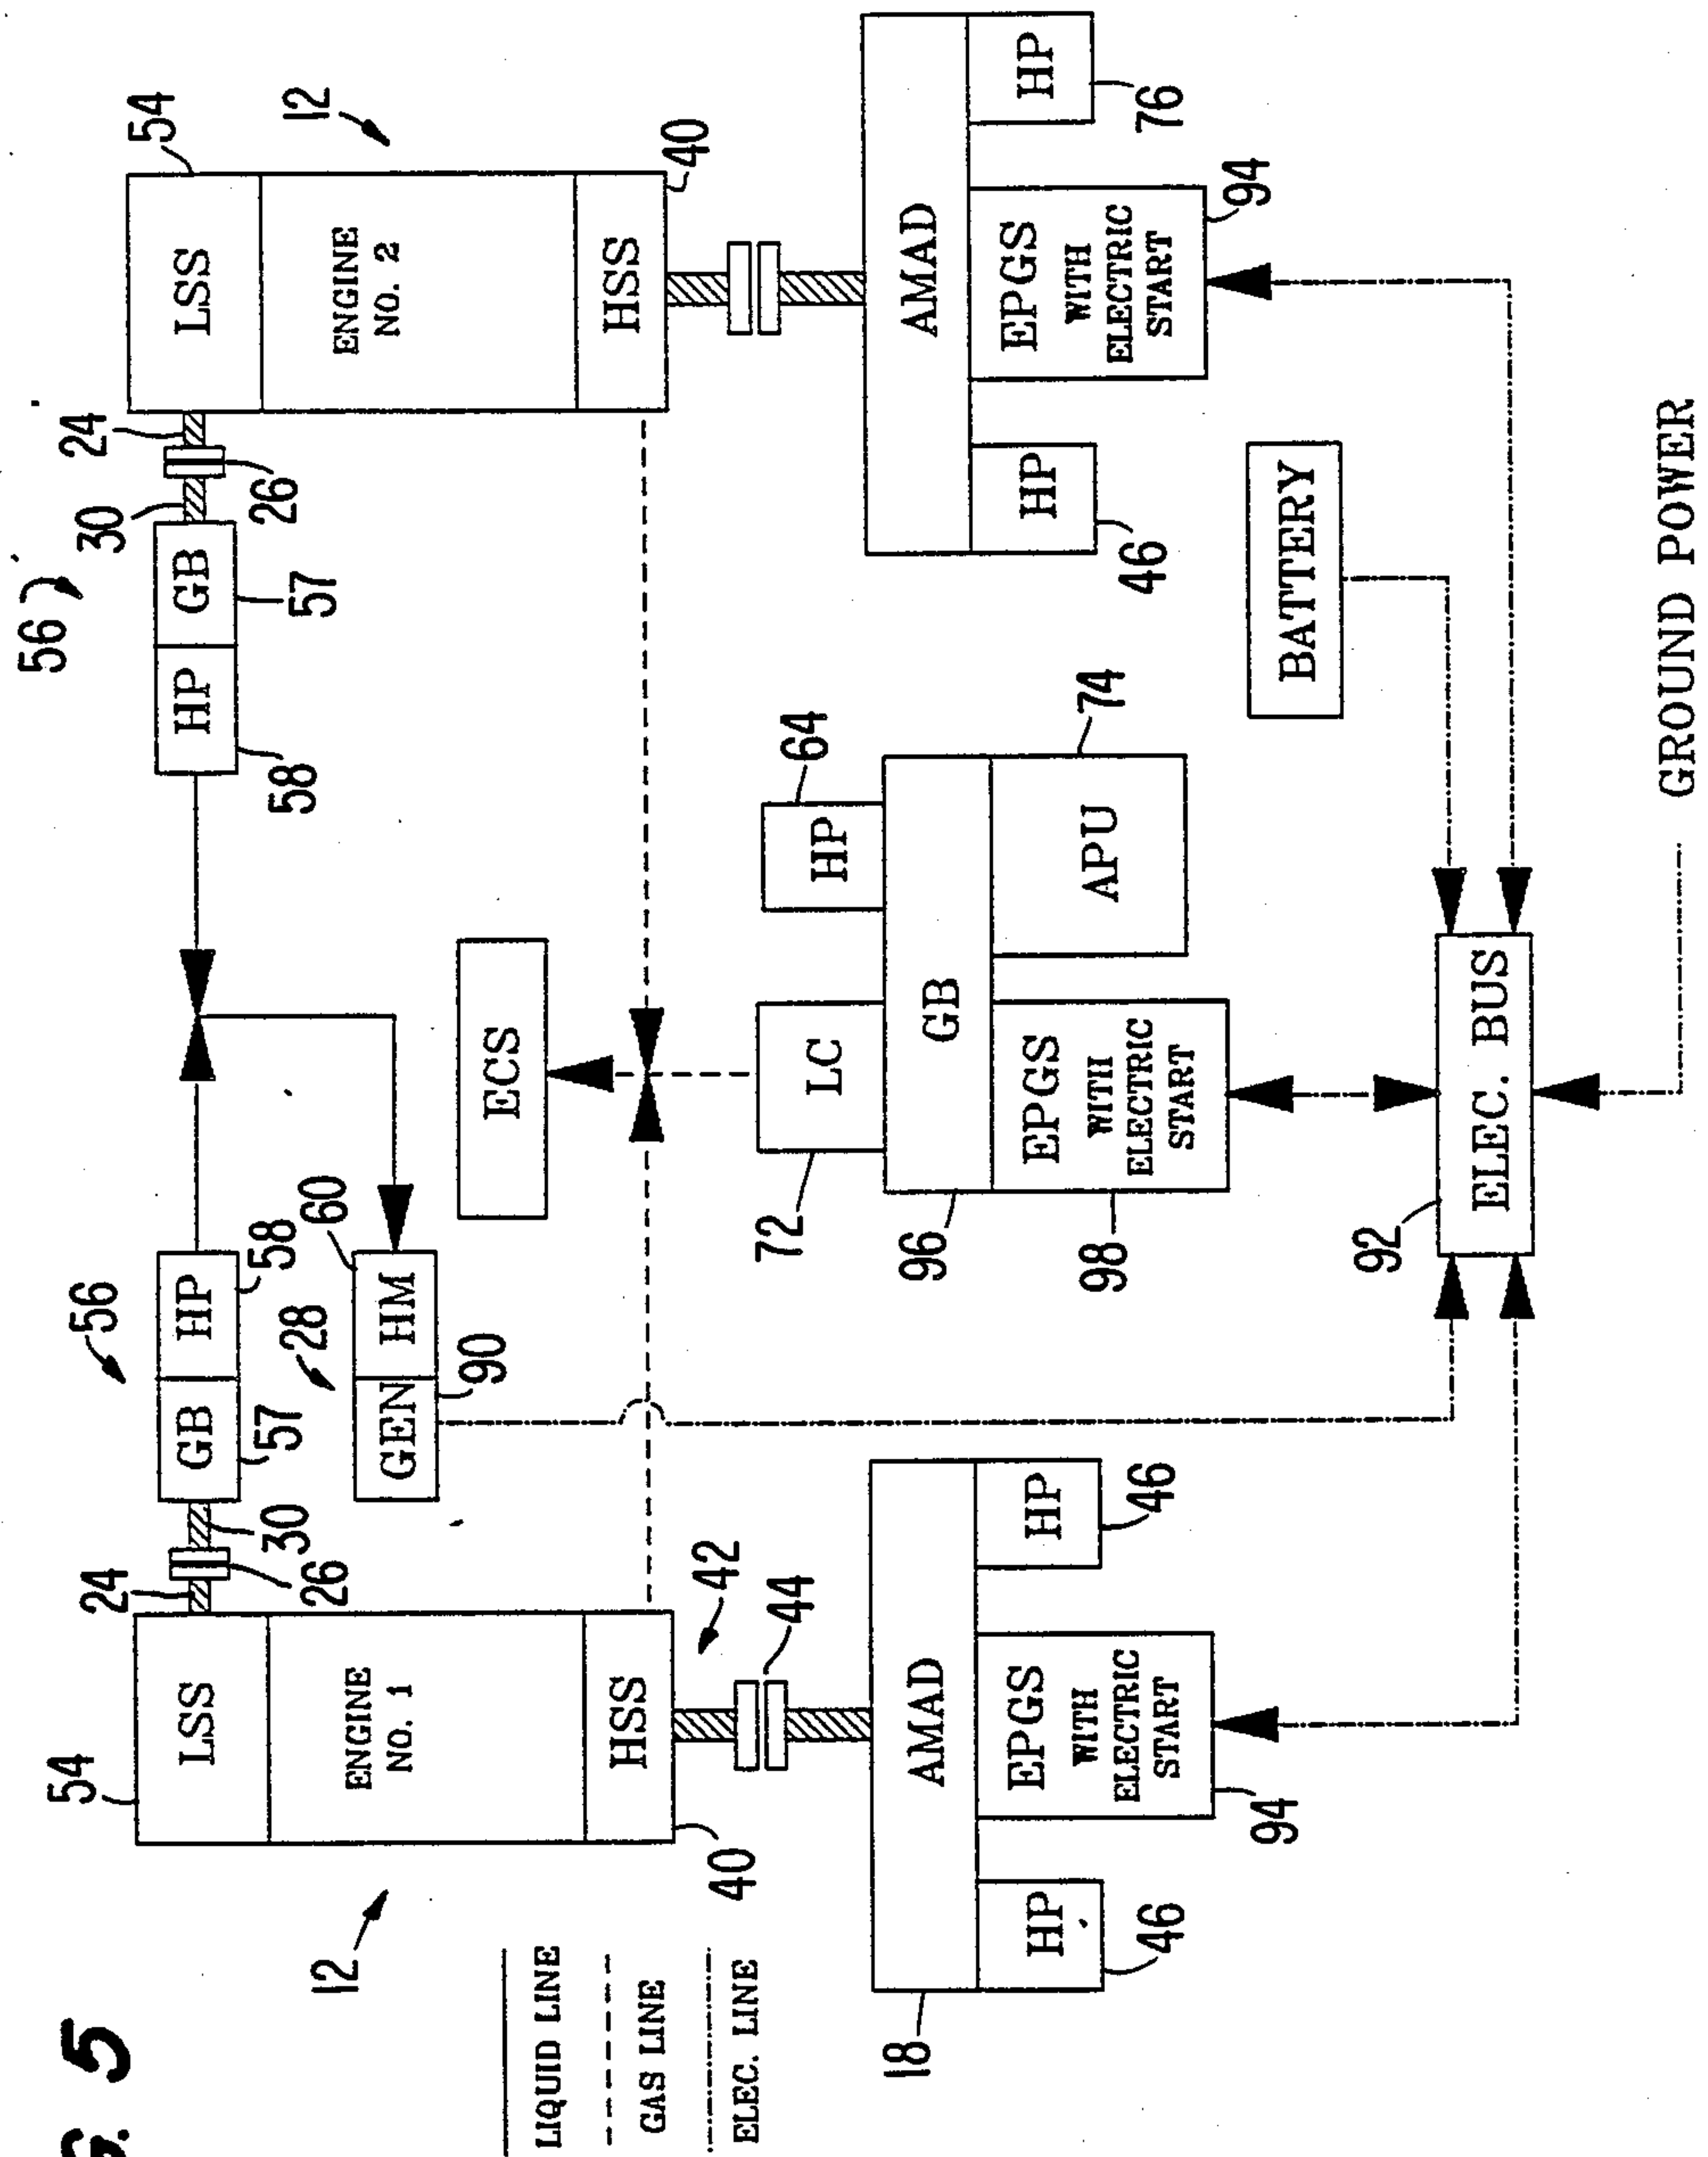 G. 5
LIQUID LINE
GAS LINE
ELEC. LINE
12
54
LSS
ENGINE
NO. 1
HSS
40
24
26
30
56
GB
HP
57
58
28
GEN
HM
90
60
42
44
18
AMAD
HP
46
EPGS
WITH
ELECTRIC
START
94
HP
46
ECS
72
LC
HP
64
96
GB
98
EPGS
WITH
ELECTRIC
START
APU
74
92
ELEC. BUS
BATTERY
GROUND POWER
56
HP
GB
58
57
30
24
26
54
LSS
ENGINE
NO. 2
HSS
12
40
AMAD
HP
46
EPGS
WITH
ELECTRIC
START
94
HP
76